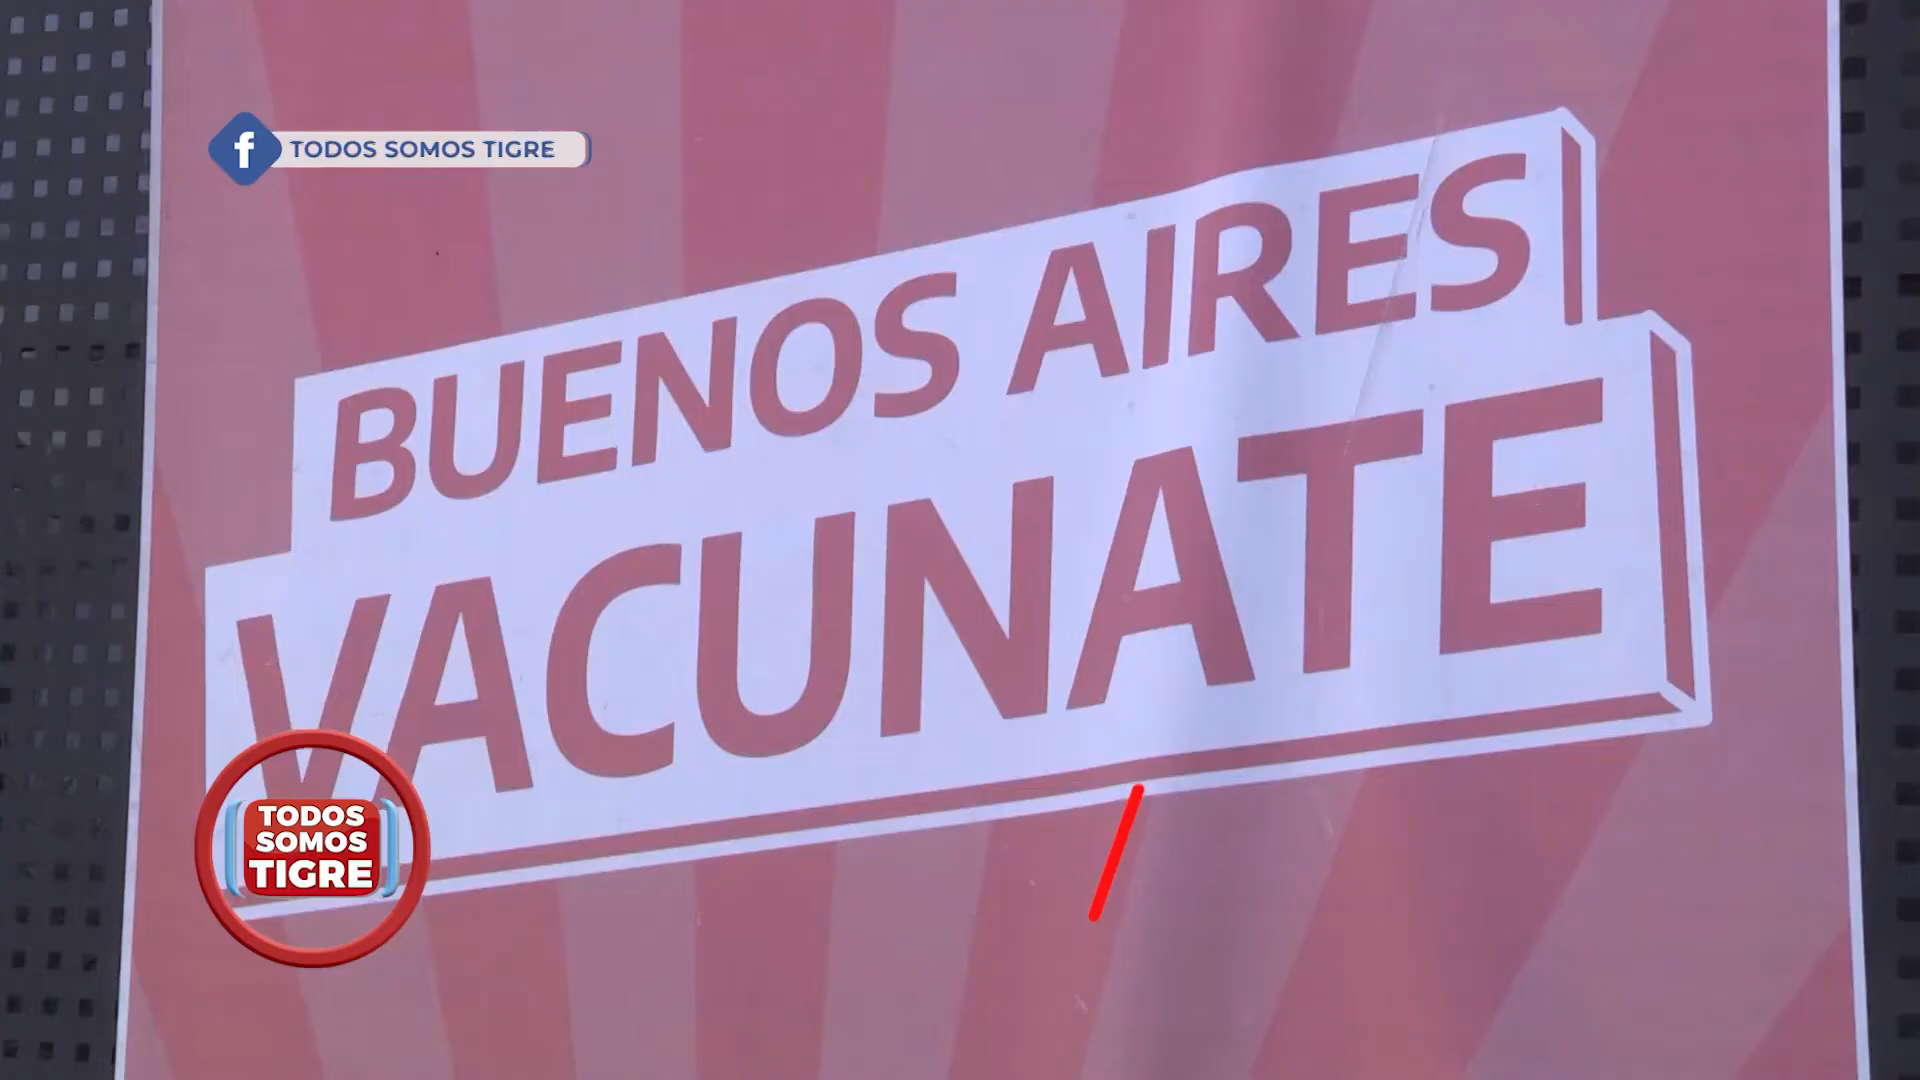 f TODOS SOMOS TIGRE
BUENOS AIRES
VACUNATE
TODOS
SOMOS
TIGRE